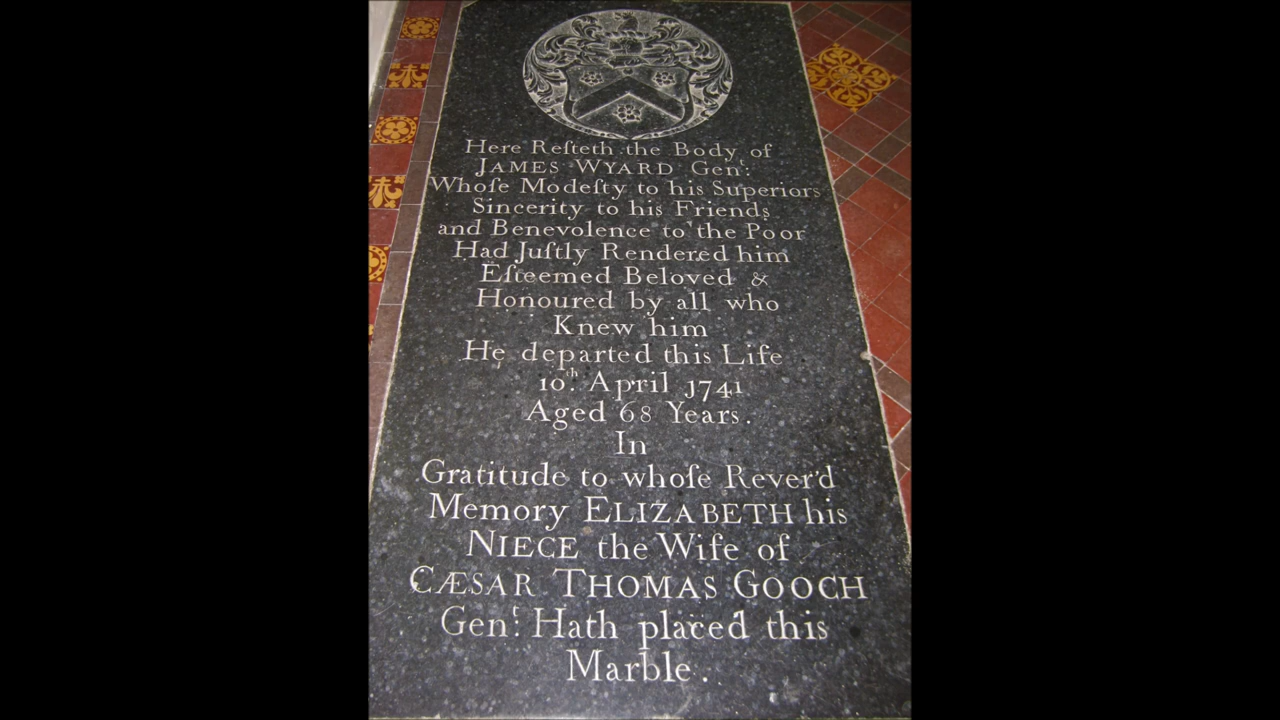 Here Reſteth the Body of
JAMES WYARD Genᵗ:
Whoſe Modeſty to his Superiors
Sincerity to his Friends
and Benevolence to the Poor
Had Juſtly Rendered him
Eſteemed Beloved &
Honoured by all who
Knew him
He departed this Life
10.ᵗʰ April 1741
Aged 68 Years.
In
Gratitude to whoſe Rever'd
Memory ELIZABETH his
NIECE the Wife of
CÆSAR THOMAS GOOCH
Genᵗ: Hath placed this
Marble.